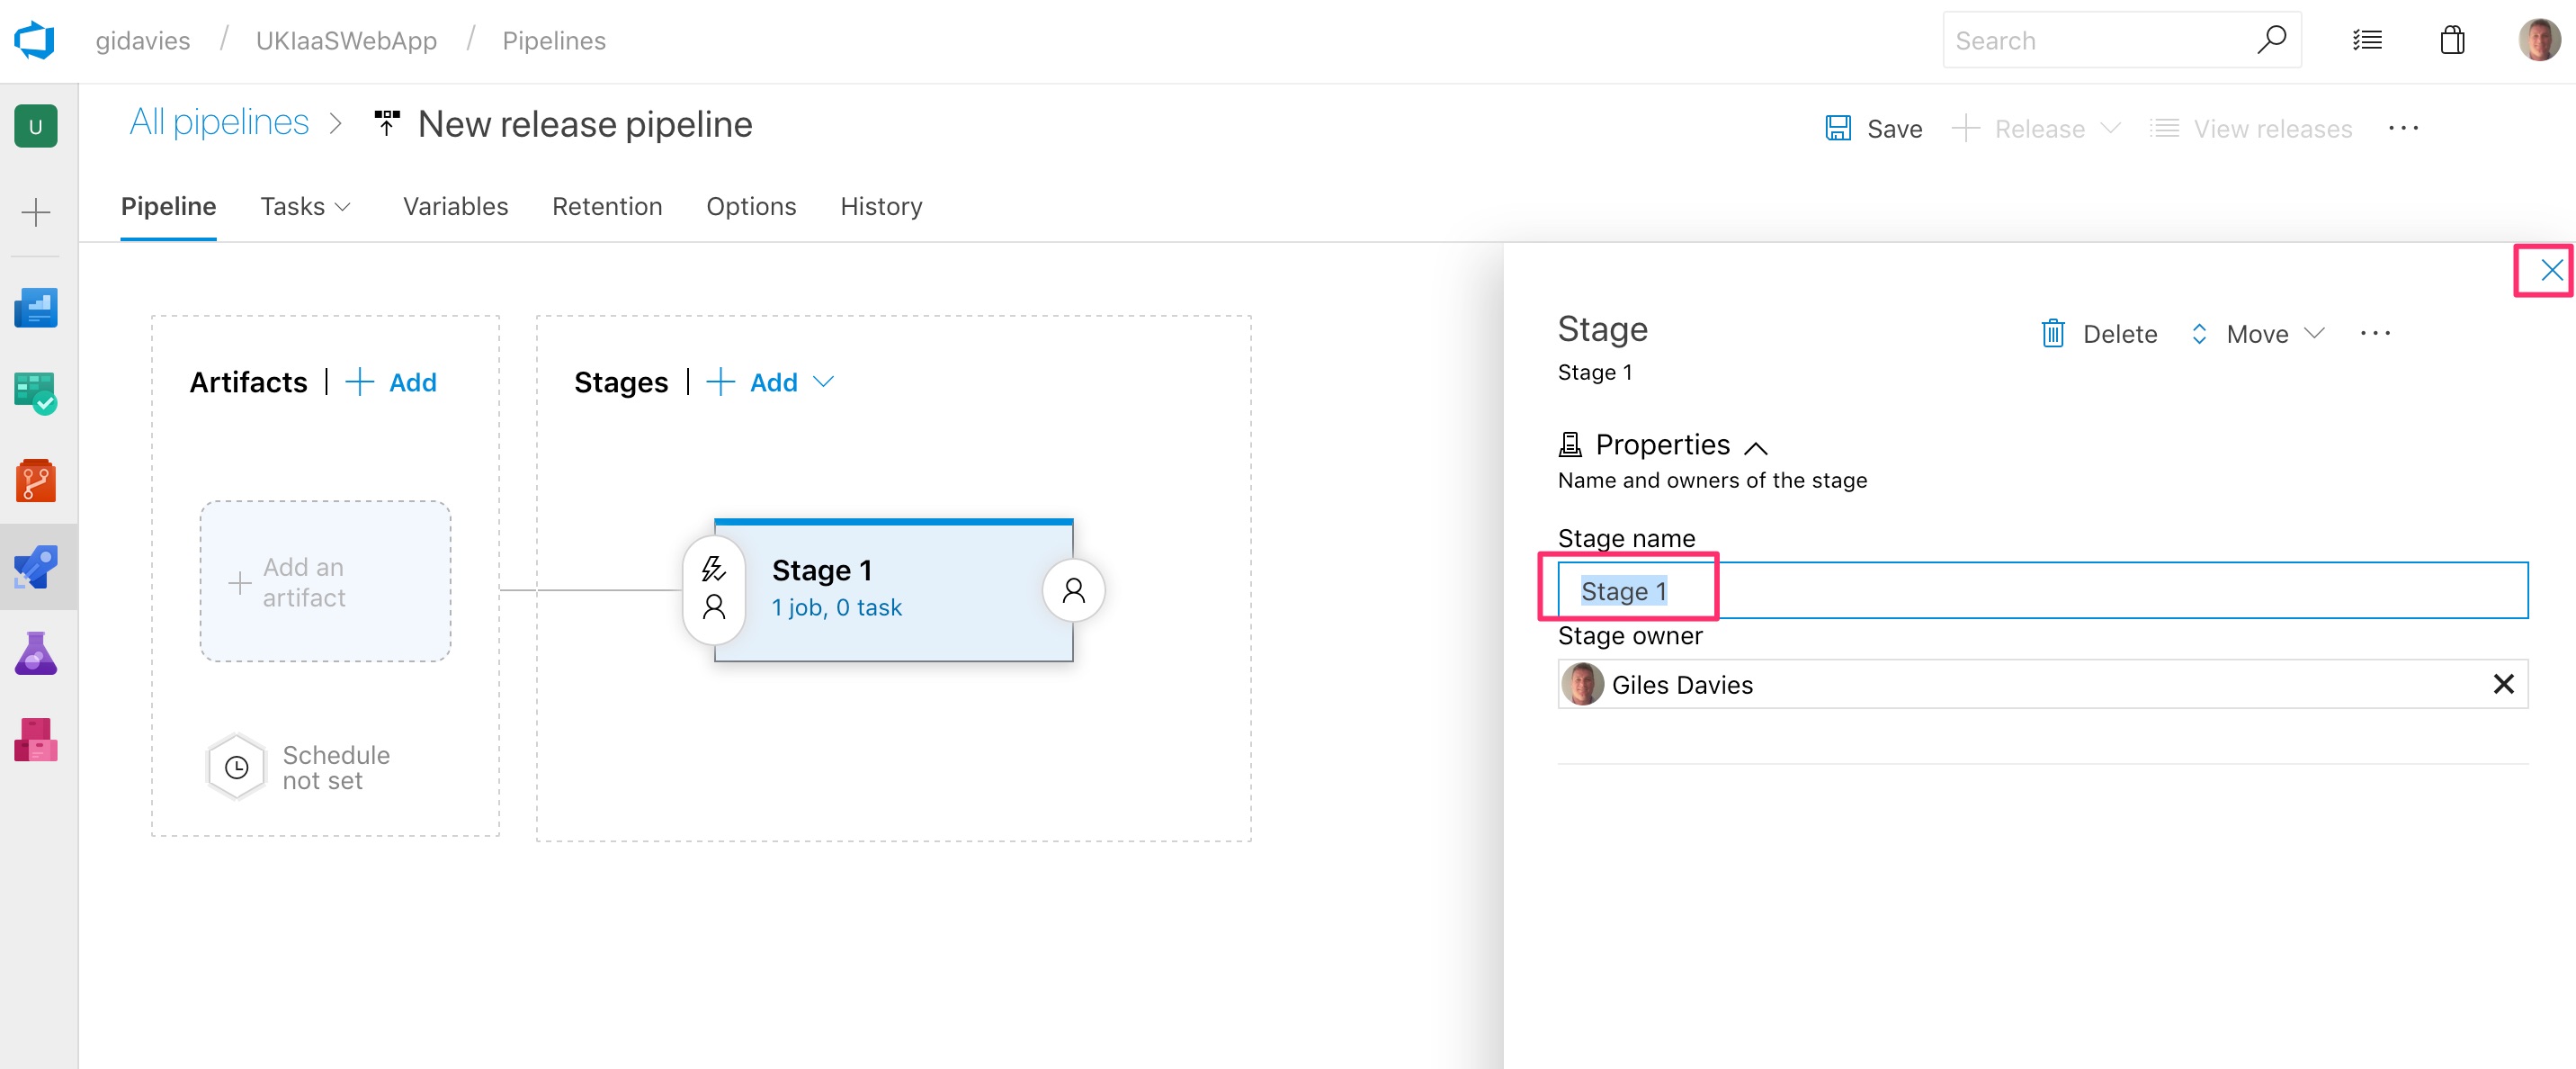 gidavies / UKIaaSWebApp / Pipelines
Search
U
All pipelines > New release pipeline
Save
Release
View releases
Pipeline
Tasks
Variables
Retention
Options
History
Artifacts | + Add
Add an
artifact
Schedule
not set
Stages | + Add
Stage 1
1 job, 0 task
Stage
Stage 1
Delete
Move
Properties
Name and owners of the stage
Stage name
Stage 1
Stage owner
Giles Davies